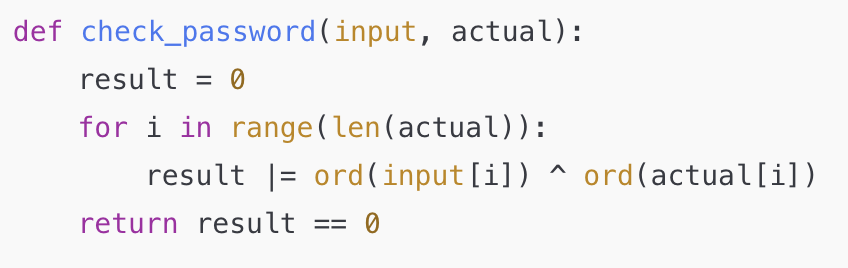 def check_password(input, actual):
    result = 0
    for i in range(len(actual)):
        result |= ord(input[i]) ^ ord(actual[i])
    return result == 0